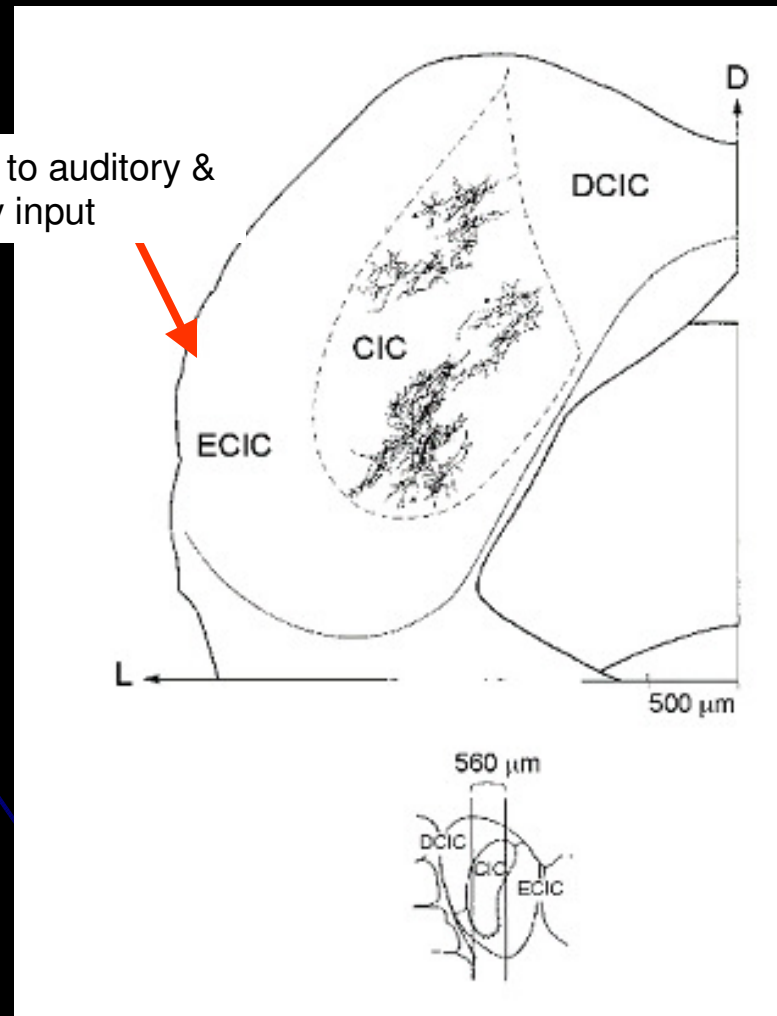 D
to auditory &
input
DCIC
CIC
ECIC
L
500 µm
560 µm
DCIC
CIC
ECIC